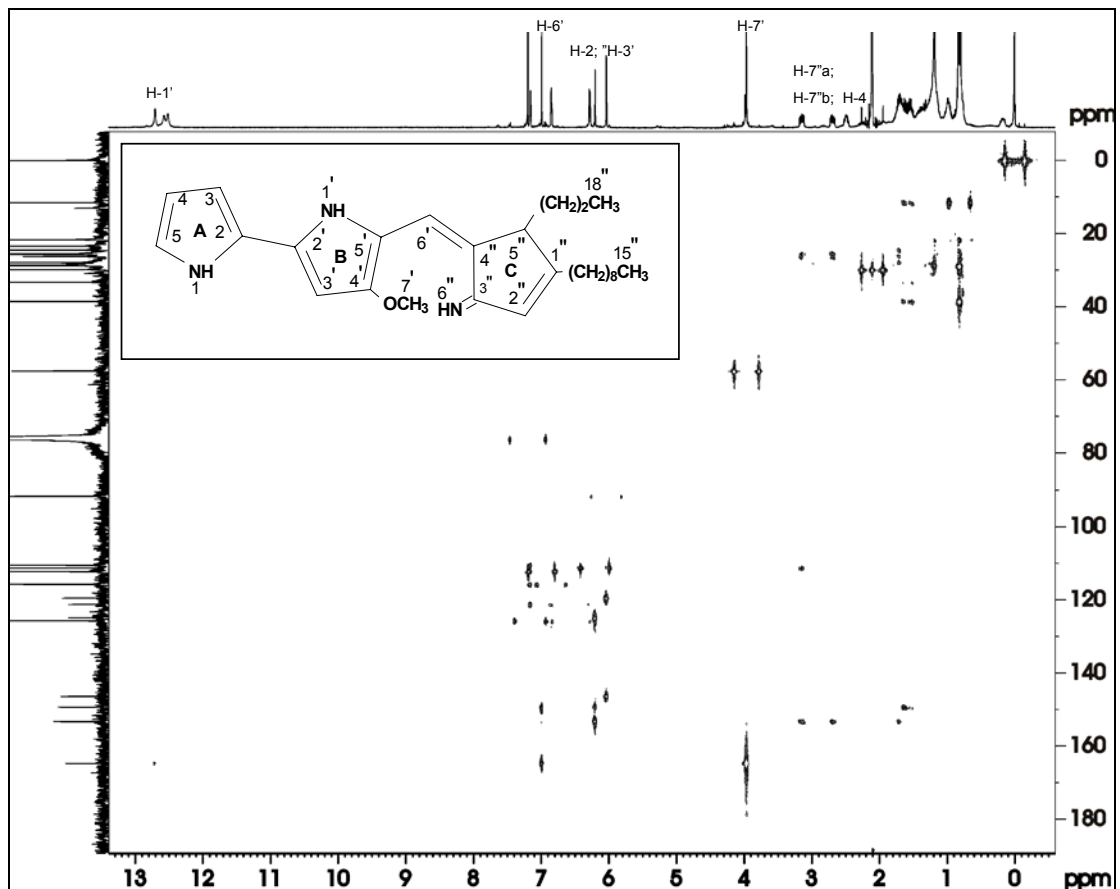 H-6’ H-2; ”H-3’ H-7’
H-7”a;
H-1’ H-7”b; H-4
ppm
0
20
40
60
80
100
120
140
160
180
1' 18"
4 3 NH (CH2)2CH3
A 2 6' 5"
5 2' B 5' 4" 1" 15"
NH 3' 4' 7' 6" C (CH2)8CH3
1 OCH3 3" 2"
HN
13 12 11 10 9 8 7 6 5 4 3 2 1 0 ppm